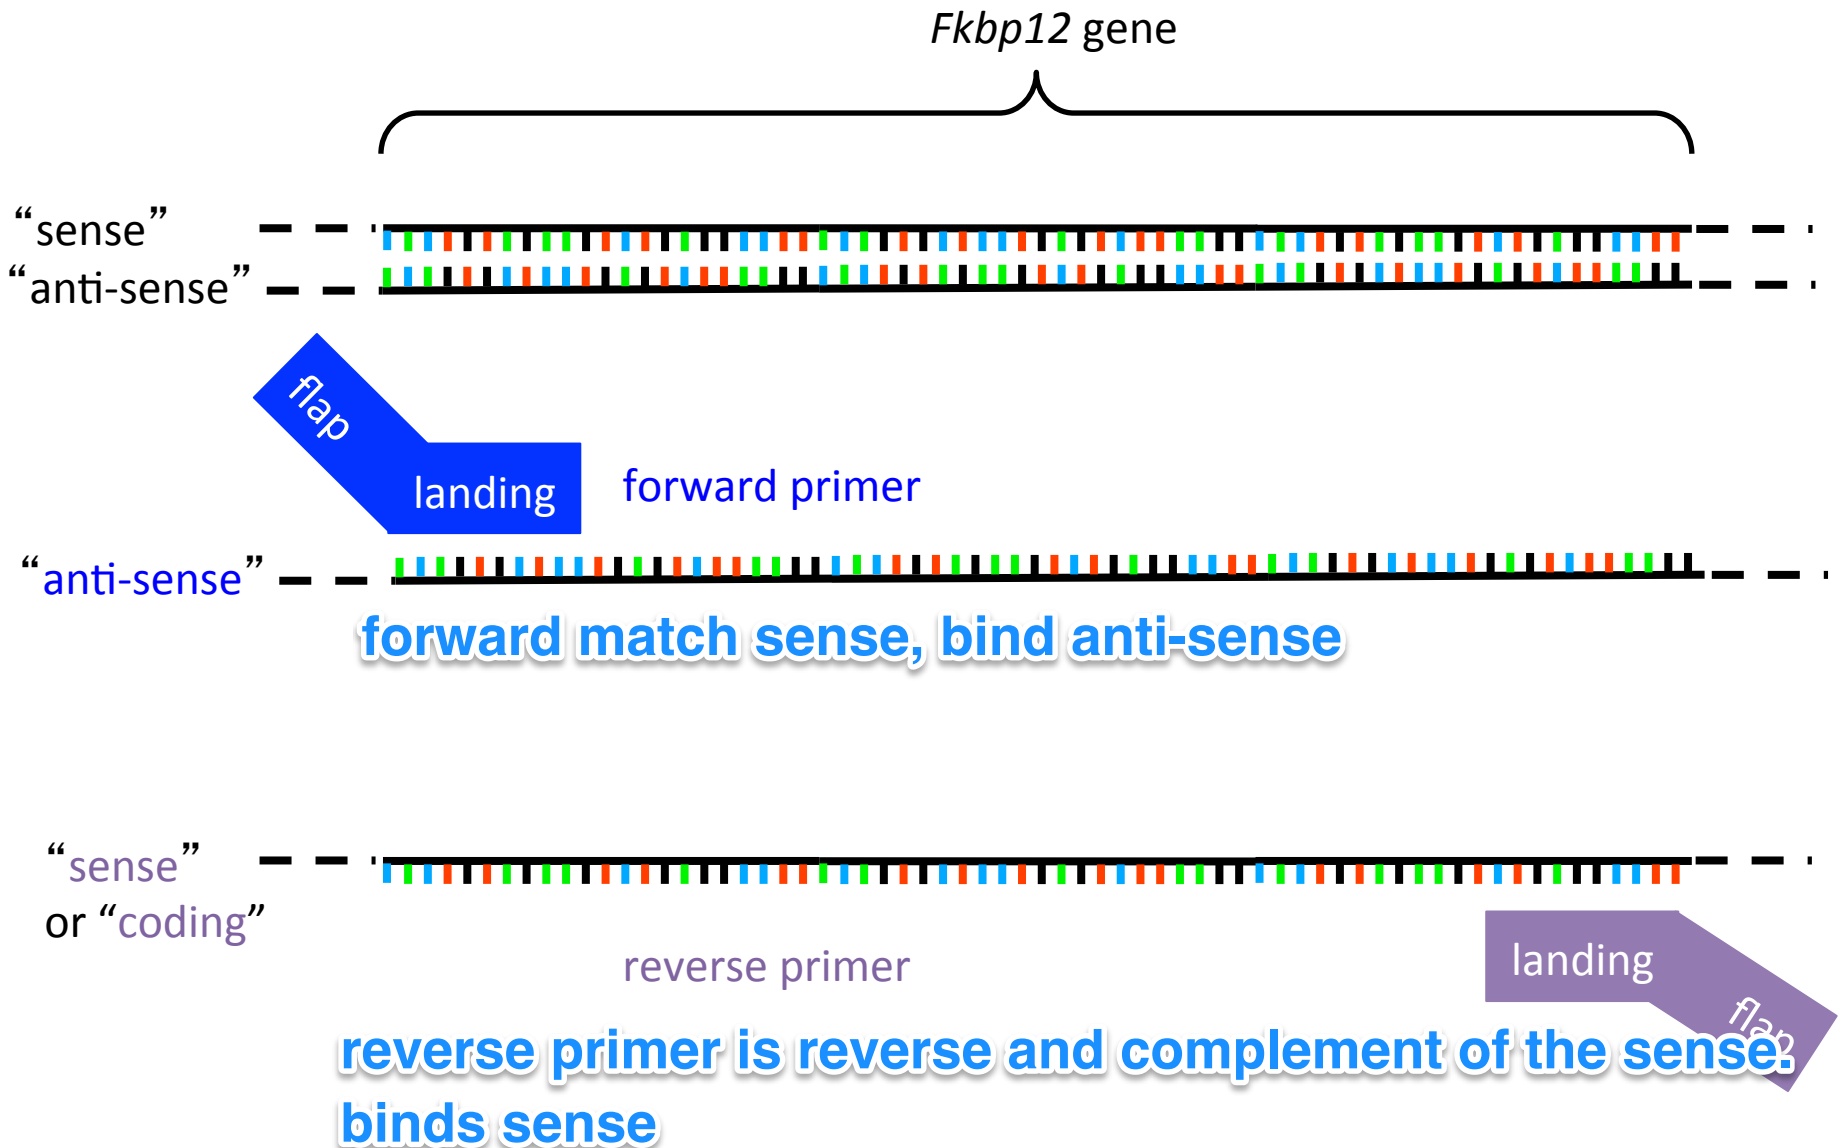 Fkbp12 gene
“sense”
“anti-sense”
flap
landing
forward primer
“anti-sense”
forward match sense, bind anti-sense
“sense”
or “coding”
landing
reverse primer
flap
reverse primer is reverse and complement of the sense.
binds sense